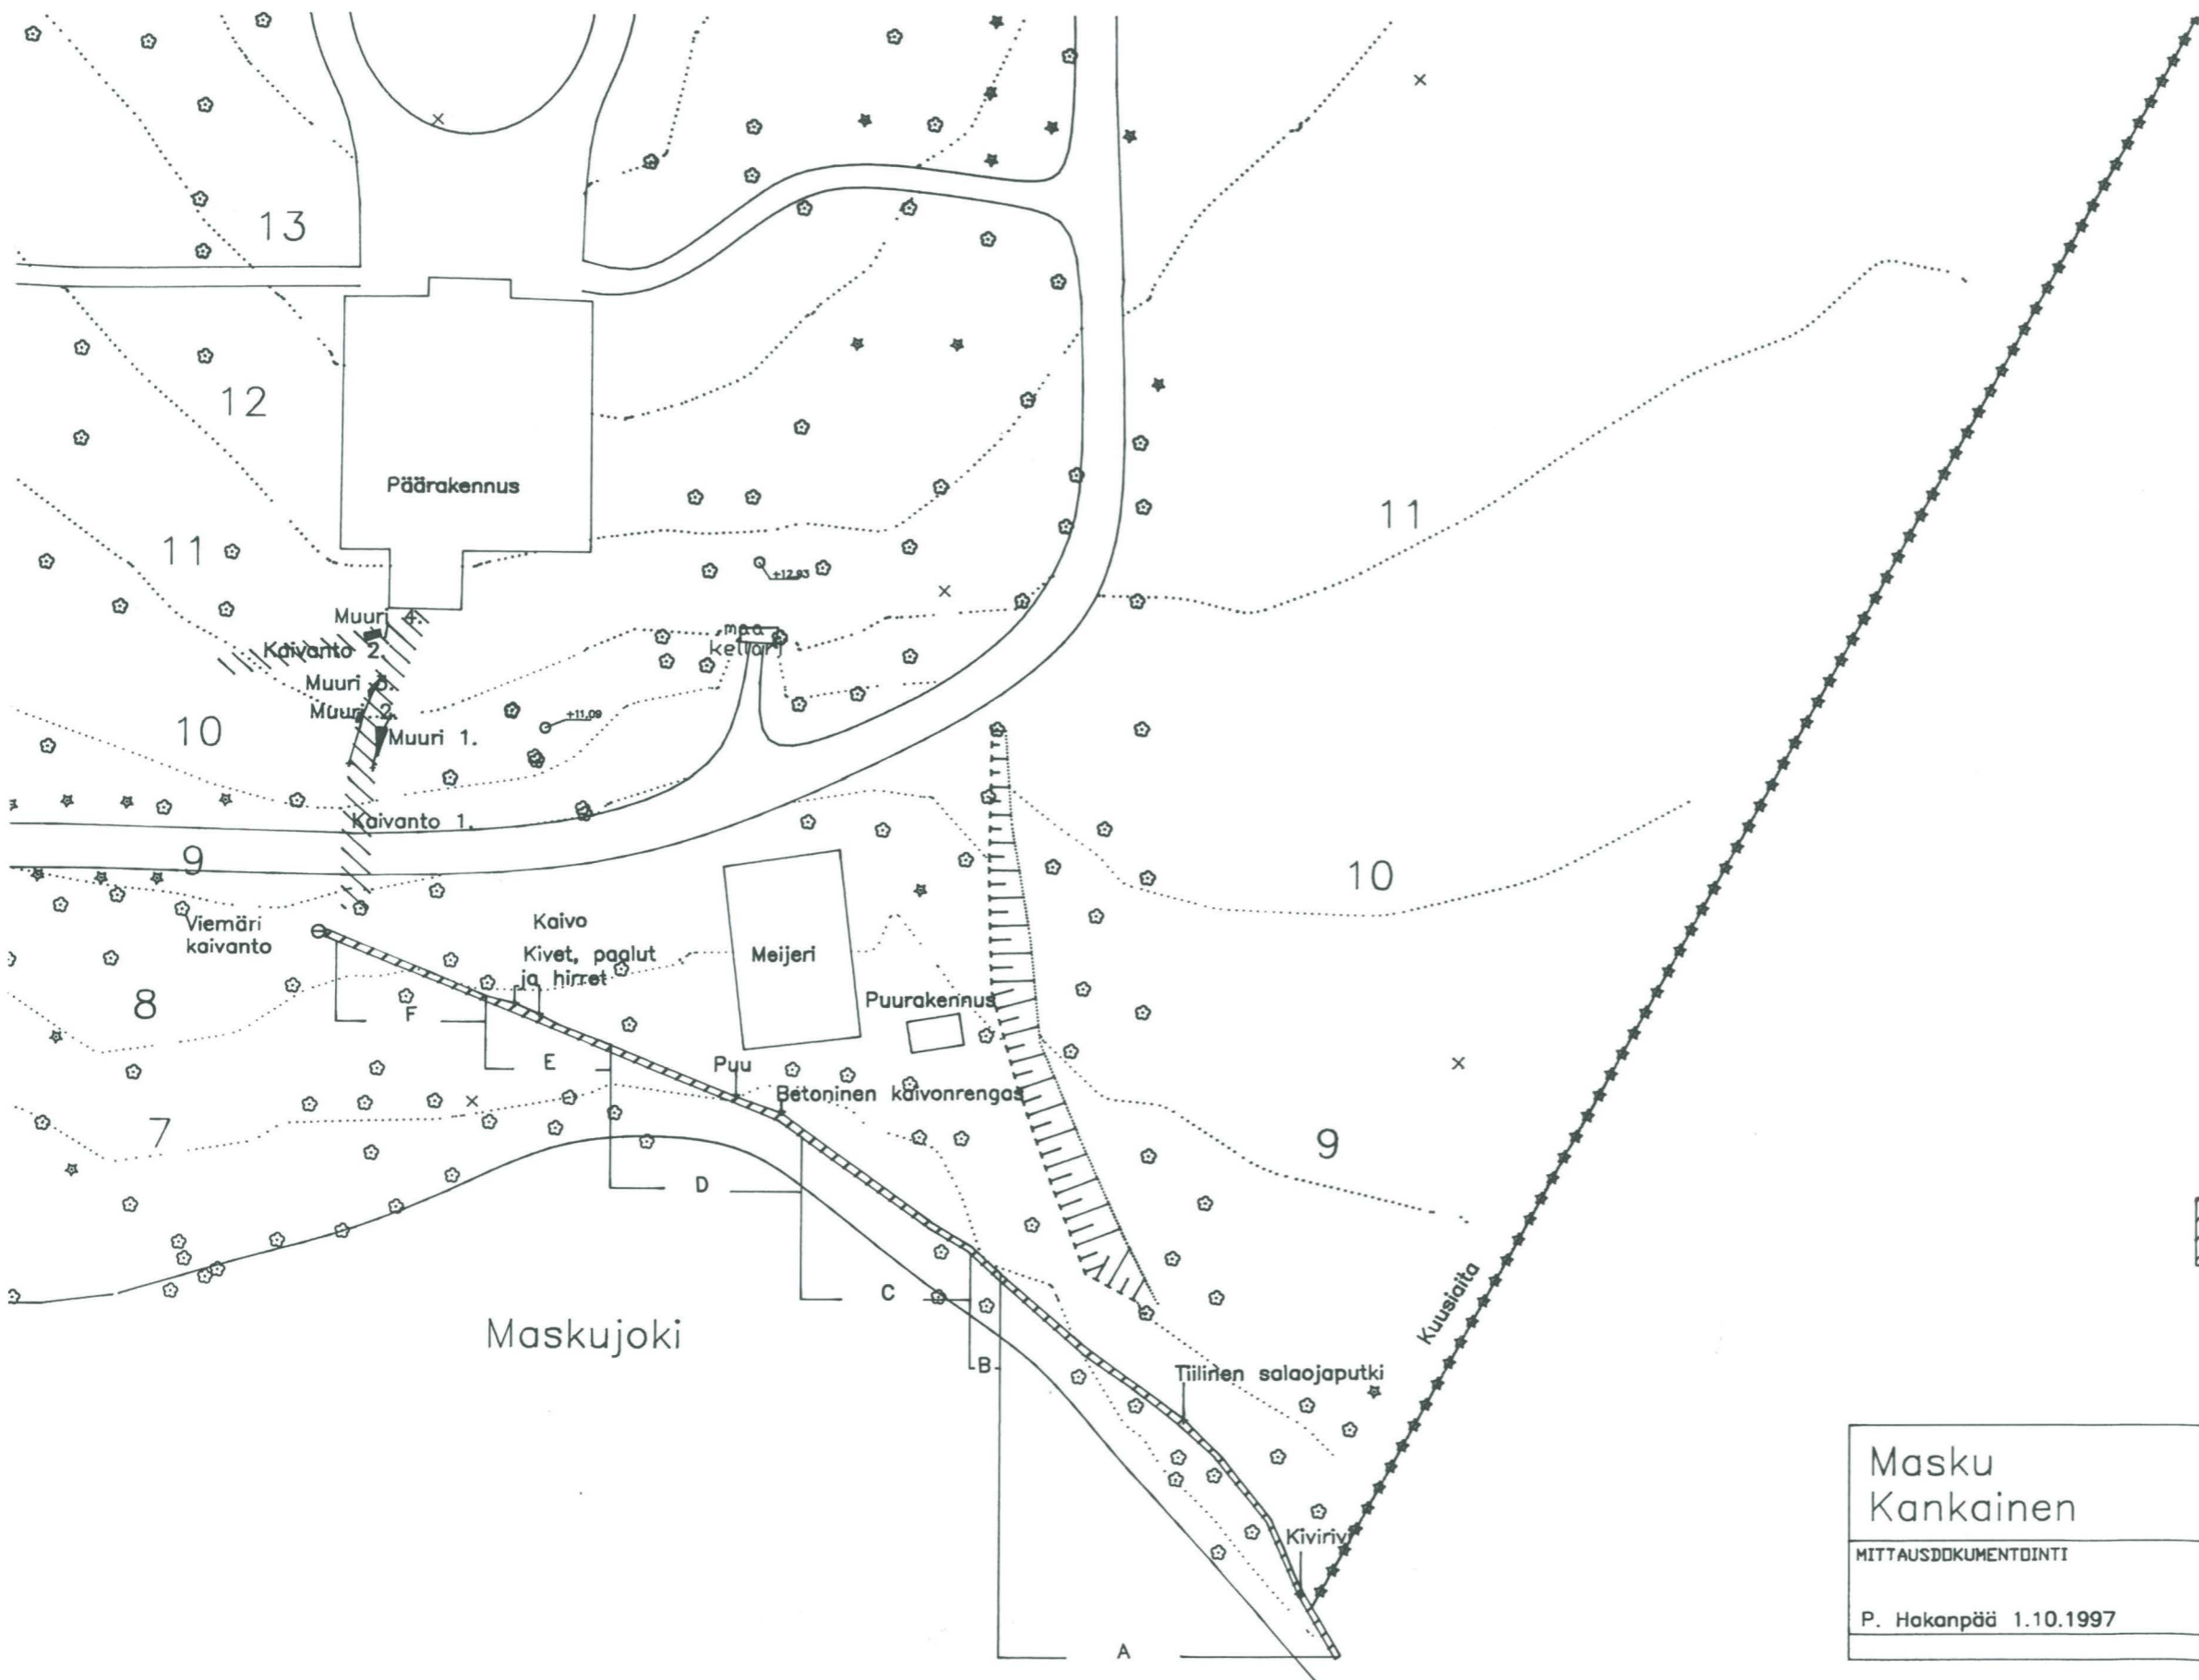 13
12
Päärakennus
11
11
+12.93
Muuri 4.
maa
kellari
Kaivanto 2.
Muuri 3.
Muuri 2.
+11.09
10
Muuri 1.
Kaivanto 1.
9
10
Viemäri
kaivanto
Kaivo
Kivet, paalut
ja hirret
Meijeri
Puurakennus
8
F
E
Puu
Betoninen kaivonrengas
7
9
D
C
Maskujoki
B
Kuusiaita
Tiilinen salaojaputki
Kivirivi
A
Masku
Kankainen
MITTAUSDOKUMENTOINTI
P. Hakanpää 1.10.1997